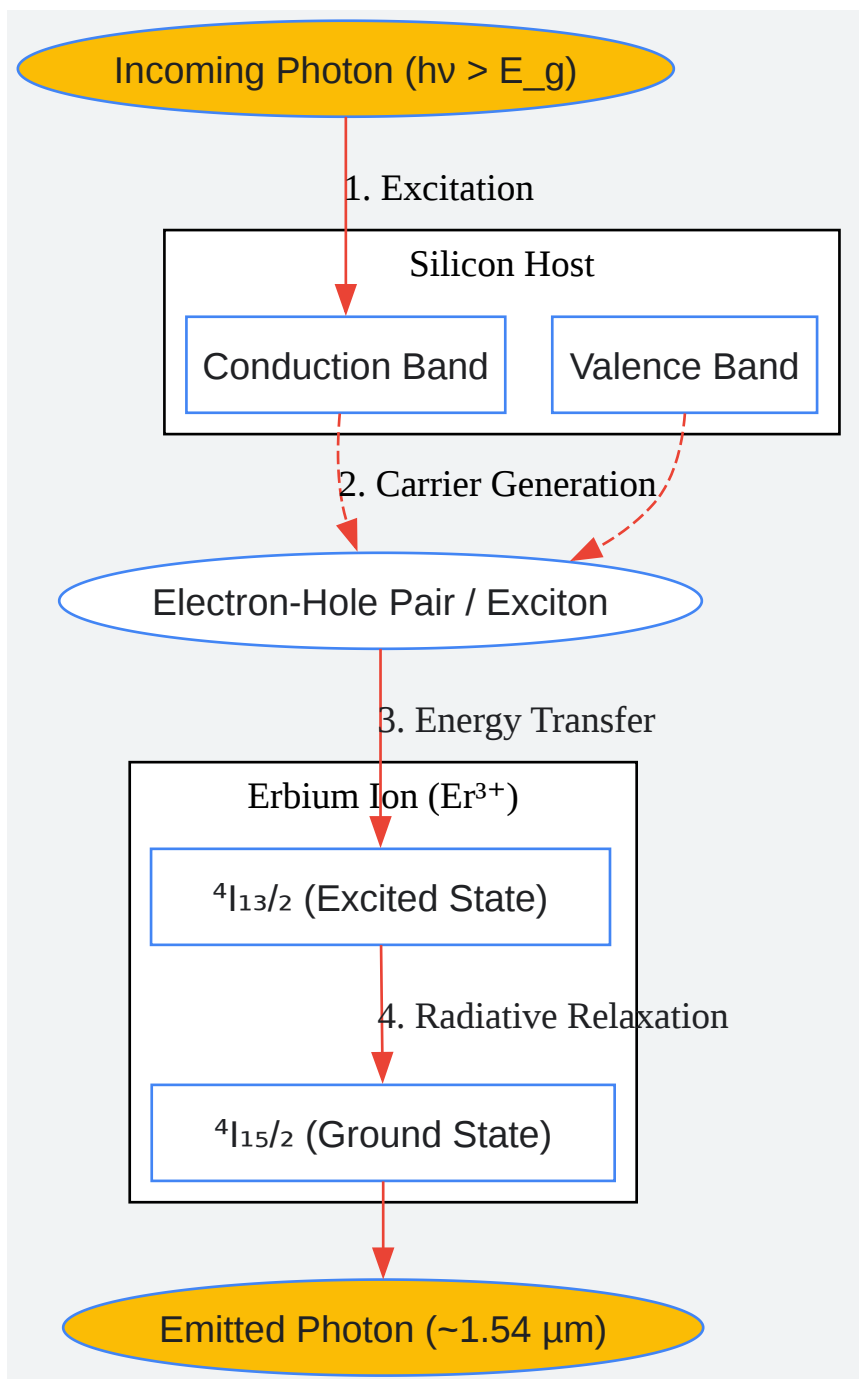 Incoming Photon (hν > E_g)
1. Excitation
Silicon Host
Conduction Band
Valence Band
2. Carrier Generation
Electron-Hole Pair / Exciton
3. Energy Transfer
Erbium Ion (Er³⁺)
⁴I₁₃/₂ (Excited State)
4. Radiative Relaxation
⁴I₁₅/₂ (Ground State)
Emitted Photon (~1.54 µm)